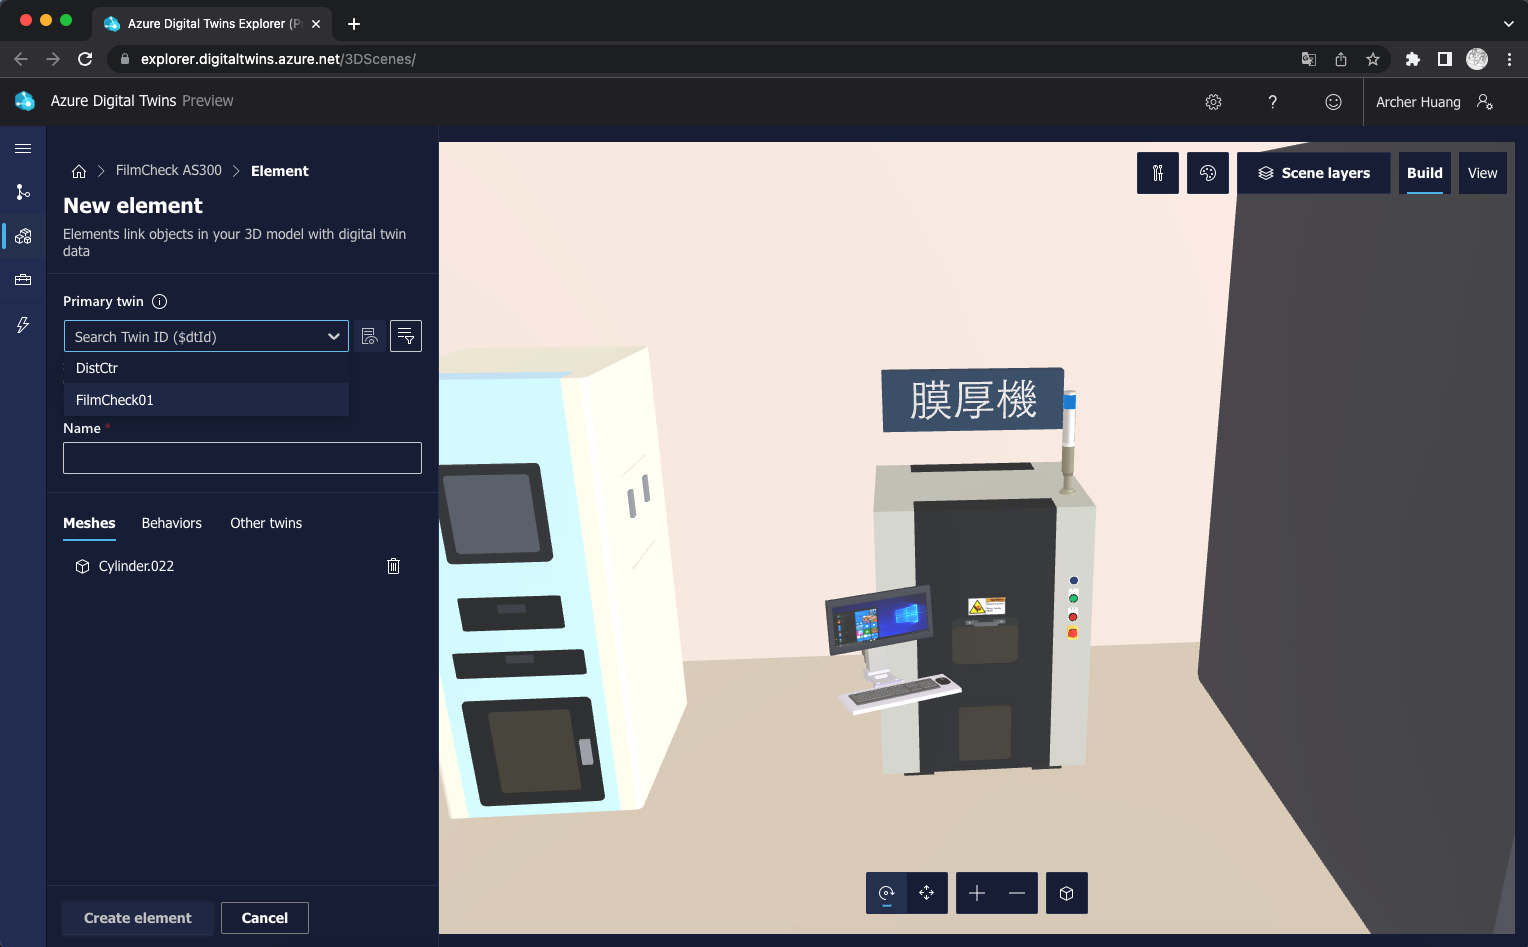 Azure Digital Twins Explorer (P
explorer.digitaltwins.azure.net/3DScenes/
Azure Digital Twins Preview
?
Archer Huang
FilmCheck AS300
Element
New element
Elements link objects in your 3D model with digital twin
data
Primary twin
Search Twin ID ($dtId)
DistCtr
FilmCheck01
Name *
Meshes
Behaviors
Other twins
Cylinder.022
Create element
Cancel
Scene layers
Build
View
膜厚機